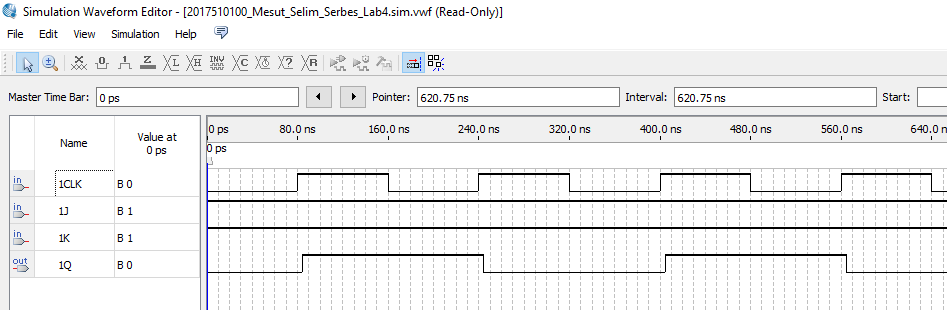 Simulation Waveform Editor - [2017510100_Mesut_Selim_Serbes_Lab4.sim.vwf (Read-Only)]
File Edit View Simulation Help
Master Time Bar: 0 ps Pointer: 620.75 ns Interval: 620.75 ns Start:
Name Value at 0 ps
0 ps 80.0 ns 160.0 ns 240.0 ns 320.0 ns 400.0 ns 480.0 ns 560.0 ns 640.0
0 ps
in 1CLK B 0
in 1J B 1
in 1K B 1
out 1Q B 0